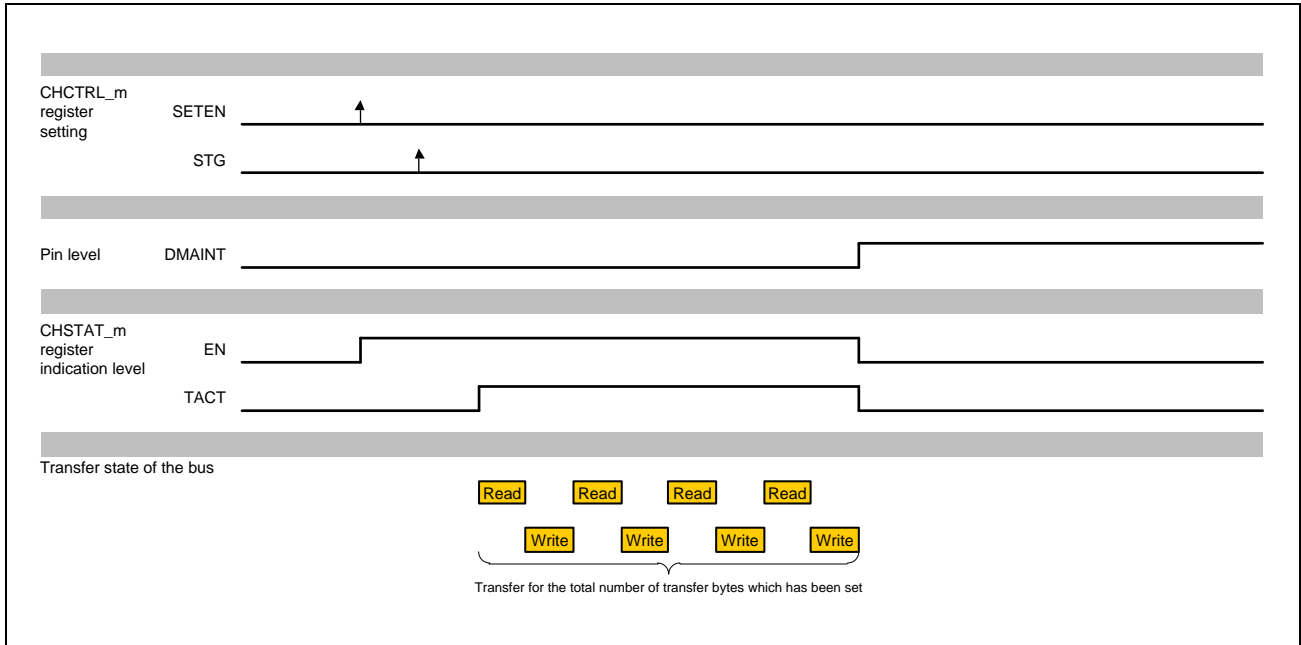 CHCTRL_m
register
setting
SETEN
STG
Pin level
DMAINT
CHSTAT_m
register
indication level
EN
TACT
Transfer state of the bus
Read Read Read Read
Write Write Write Write
Transfer for the total number of transfer bytes which has been set